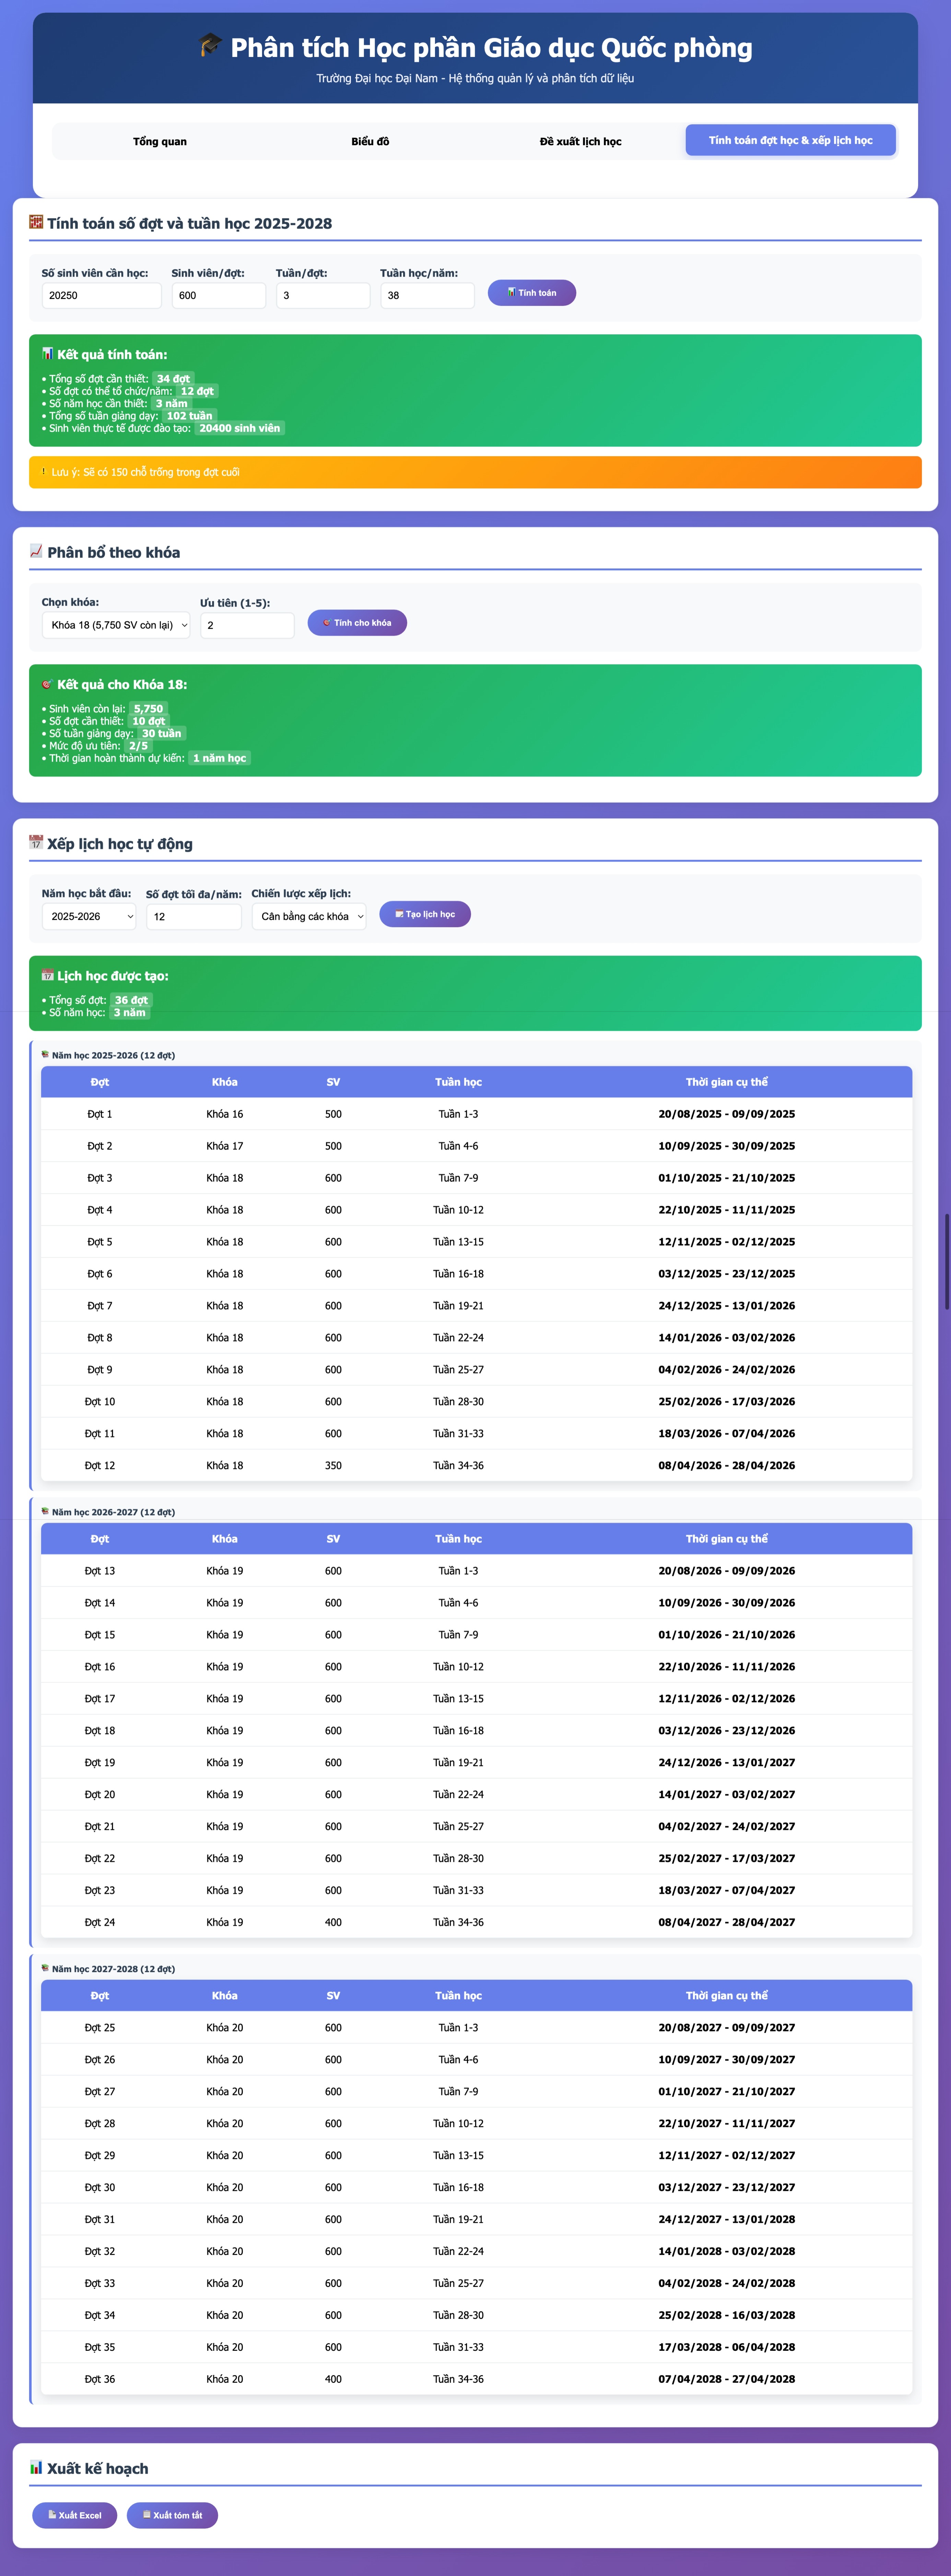 Phân tích Học phần Giáo dục Quốc phòng
Trường Đại học Đại Nam - Hệ thống quản lý và phân tích dữ liệu
Tổng quan Biểu đồ Đề xuất lịch học Tính toán đợt học & xếp lịch học
Tính toán số đợt và tuần học 2025-2028
Số sinh viên cần học: Sinh viên/đợt: Tuần/đợt: Tuần học/năm:
20250 600 3 38 Tính toán
Kết quả tính toán:
• Tổng số đợt cần thiết: 34 đợt
• Số đợt có thể tổ chức/năm: 12 đợt
• Số năm học cần thiết: 3 năm
• Tổng số tuần giảng dạy: 102 tuần
• Sinh viên thực tế được đào tạo: 20400 sinh viên
Lưu ý: Sẽ có 150 chỗ trống trong đợt cuối
Phân bổ theo khóa
Chọn khóa: Ưu tiên (1-5):
Khóa 18 (5,750 SV còn lại) 2 Tính cho khóa
Kết quả cho Khóa 18:
• Sinh viên còn lại: 5,750
• Số đợt cần thiết: 10 đợt
• Số tuần giảng dạy: 30 tuần
• Mức độ ưu tiên: 2/5
• Thời gian hoàn thành dự kiến: 1 năm học
Xếp lịch học tự động
Năm học bắt đầu: Số đợt tối đa/năm: Chiến lược xếp lịch:
2025-2026 12 Cân bằng các khóa Tạo lịch học
Lịch học được tạo:
• Tổng số đợt: 36 đợt
• Số năm học: 3 năm
Năm học 2025-2026 (12 đợt)
Đợt Khóa SV Tuần học Thời gian cụ thể
Đợt 1 Khóa 16 500 Tuần 1-3 20/08/2025 - 09/09/2025
Đợt 2 Khóa 17 500 Tuần 4-6 10/09/2025 - 30/09/2025
Đợt 3 Khóa 18 600 Tuần 7-9 01/10/2025 - 21/10/2025
Đợt 4 Khóa 18 600 Tuần 10-12 22/10/2025 - 11/11/2025
Đợt 5 Khóa 18 600 Tuần 13-15 12/11/2025 - 02/12/2025
Đợt 6 Khóa 18 600 Tuần 16-18 03/12/2025 - 23/12/2025
Đợt 7 Khóa 18 600 Tuần 19-21 24/12/2025 - 13/01/2026
Đợt 8 Khóa 18 600 Tuần 22-24 14/01/2026 - 03/02/2026
Đợt 9 Khóa 18 600 Tuần 25-27 04/02/2026 - 24/02/2026
Đợt 10 Khóa 18 600 Tuần 28-30 25/02/2026 - 17/03/2026
Đợt 11 Khóa 18 600 Tuần 31-33 18/03/2026 - 07/04/2026
Đợt 12 Khóa 18 350 Tuần 34-36 08/04/2026 - 28/04/2026
Năm học 2026-2027 (12 đợt)
Đợt Khóa SV Tuần học Thời gian cụ thể
Đợt 13 Khóa 19 600 Tuần 1-3 20/08/2026 - 09/09/2026
Đợt 14 Khóa 19 600 Tuần 4-6 10/09/2026 - 30/09/2026
Đợt 15 Khóa 19 600 Tuần 7-9 01/10/2026 - 21/10/2026
Đợt 16 Khóa 19 600 Tuần 10-12 22/10/2026 - 11/11/2026
Đợt 17 Khóa 19 600 Tuần 13-15 12/11/2026 - 02/12/2026
Đợt 18 Khóa 19 600 Tuần 16-18 03/12/2026 - 23/12/2026
Đợt 19 Khóa 19 600 Tuần 19-21 24/12/2026 - 13/01/2027
Đợt 20 Khóa 19 600 Tuần 22-24 14/01/2027 - 03/02/2027
Đợt 21 Khóa 19 600 Tuần 25-27 04/02/2027 - 24/02/2027
Đợt 22 Khóa 19 600 Tuần 28-30 25/02/2027 - 17/03/2027
Đợt 23 Khóa 19 600 Tuần 31-33 18/03/2027 - 07/04/2027
Đợt 24 Khóa 19 400 Tuần 34-36 08/04/2027 - 28/04/2027
Năm học 2027-2028 (12 đợt)
Đợt Khóa SV Tuần học Thời gian cụ thể
Đợt 25 Khóa 20 600 Tuần 1-3 20/08/2027 - 09/09/2027
Đợt 26 Khóa 20 600 Tuần 4-6 10/09/2027 - 30/09/2027
Đợt 27 Khóa 20 600 Tuần 7-9 01/10/2027 - 21/10/2027
Đợt 28 Khóa 20 600 Tuần 10-12 22/10/2027 - 11/11/2027
Đợt 29 Khóa 20 600 Tuần 13-15 12/11/2027 - 02/12/2027
Đợt 30 Khóa 20 600 Tuần 16-18 03/12/2027 - 23/12/2027
Đợt 31 Khóa 20 600 Tuần 19-21 24/12/2027 - 13/01/2028
Đợt 32 Khóa 20 600 Tuần 22-24 14/01/2028 - 03/02/2028
Đợt 33 Khóa 20 600 Tuần 25-27 04/02/2028 - 24/02/2028
Đợt 34 Khóa 20 600 Tuần 28-30 25/02/2028 - 16/03/2028
Đợt 35 Khóa 20 600 Tuần 31-33 17/03/2028 - 06/04/2028
Đợt 36 Khóa 20 400 Tuần 34-36 07/04/2028 - 27/04/2028
Xuất kế hoạch
Xuất Excel Xuất tóm tắt